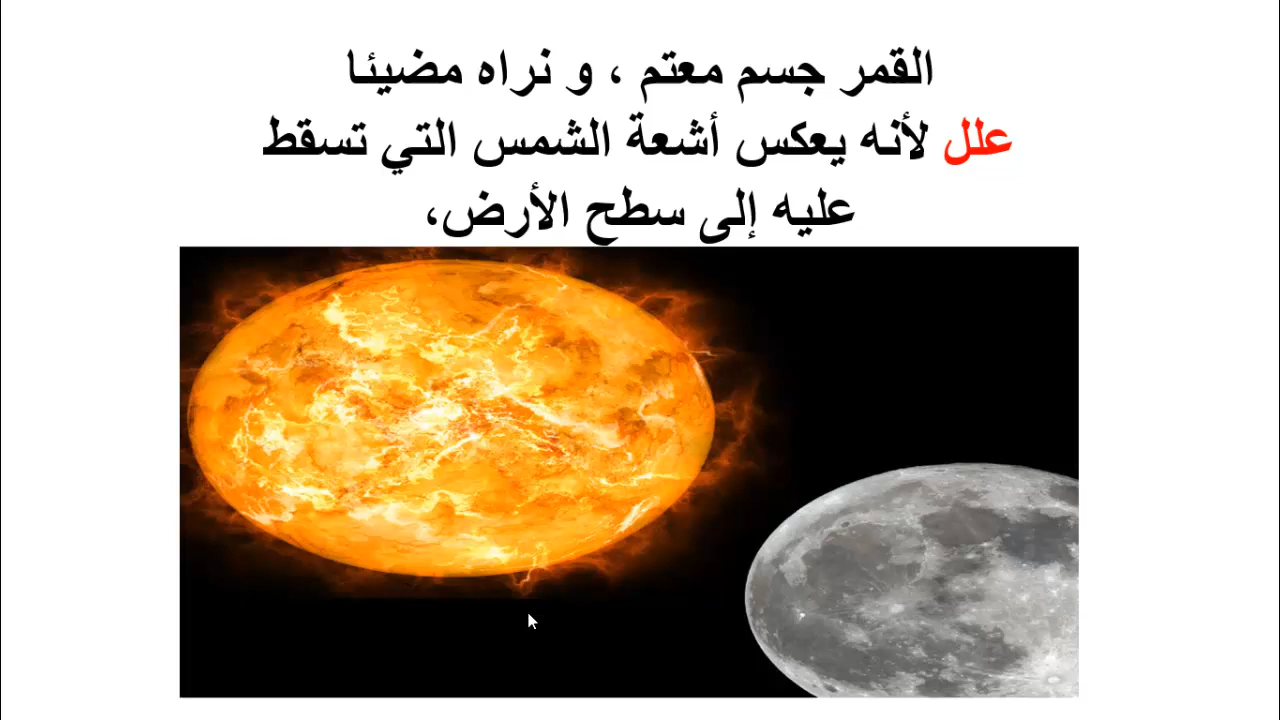 القمر جسم معتم ، و نراه مضيئا
علل لأنه يعكس أشعة الشمس التي تسقط
عليه إلى سطح الأرض،